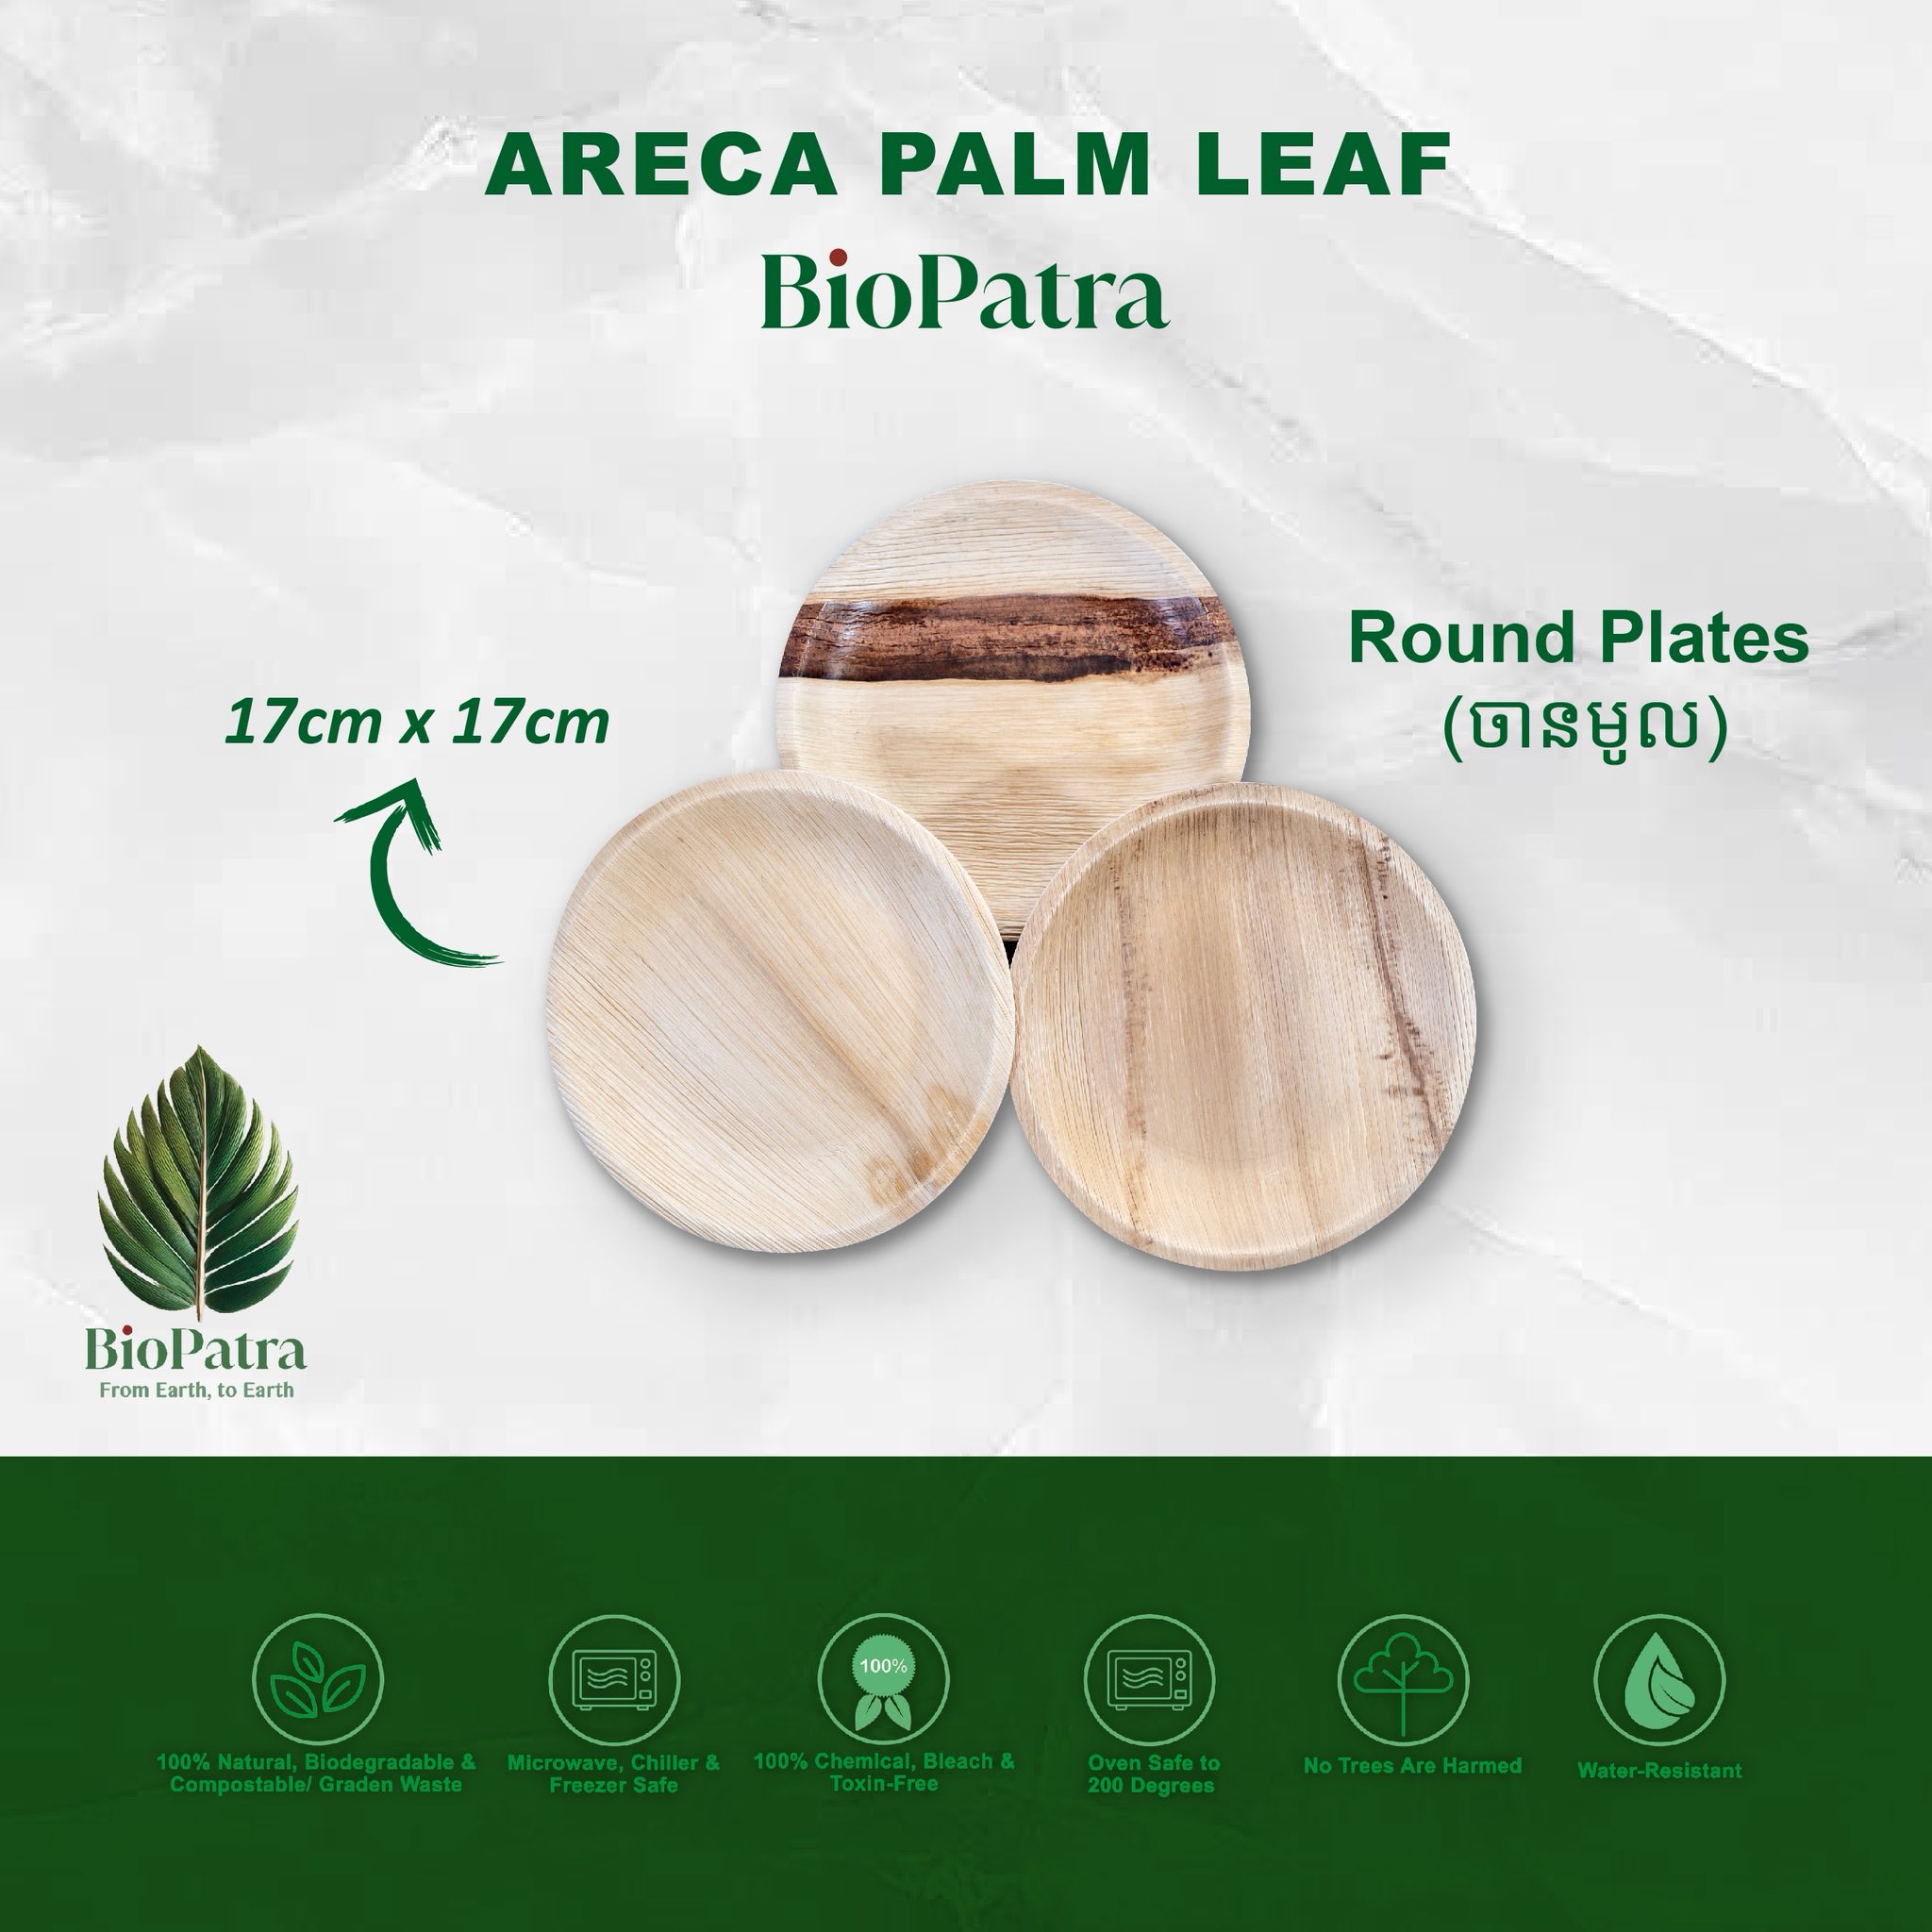 ARECA PALM LEAF
BioPatra
Round Plates
(ចានមូល)
17cm x 17cm
BioPatra
From Earth, to Earth
100%
100% Natural, Biodegradable &
Compostable/ Graden Waste
Microwave, Chiller &
Freezer Safe
100% Chemical, Bleach &
Toxin-Free
Oven Safe to
200 Degrees
No Trees Are Harmed
Water-Resistant